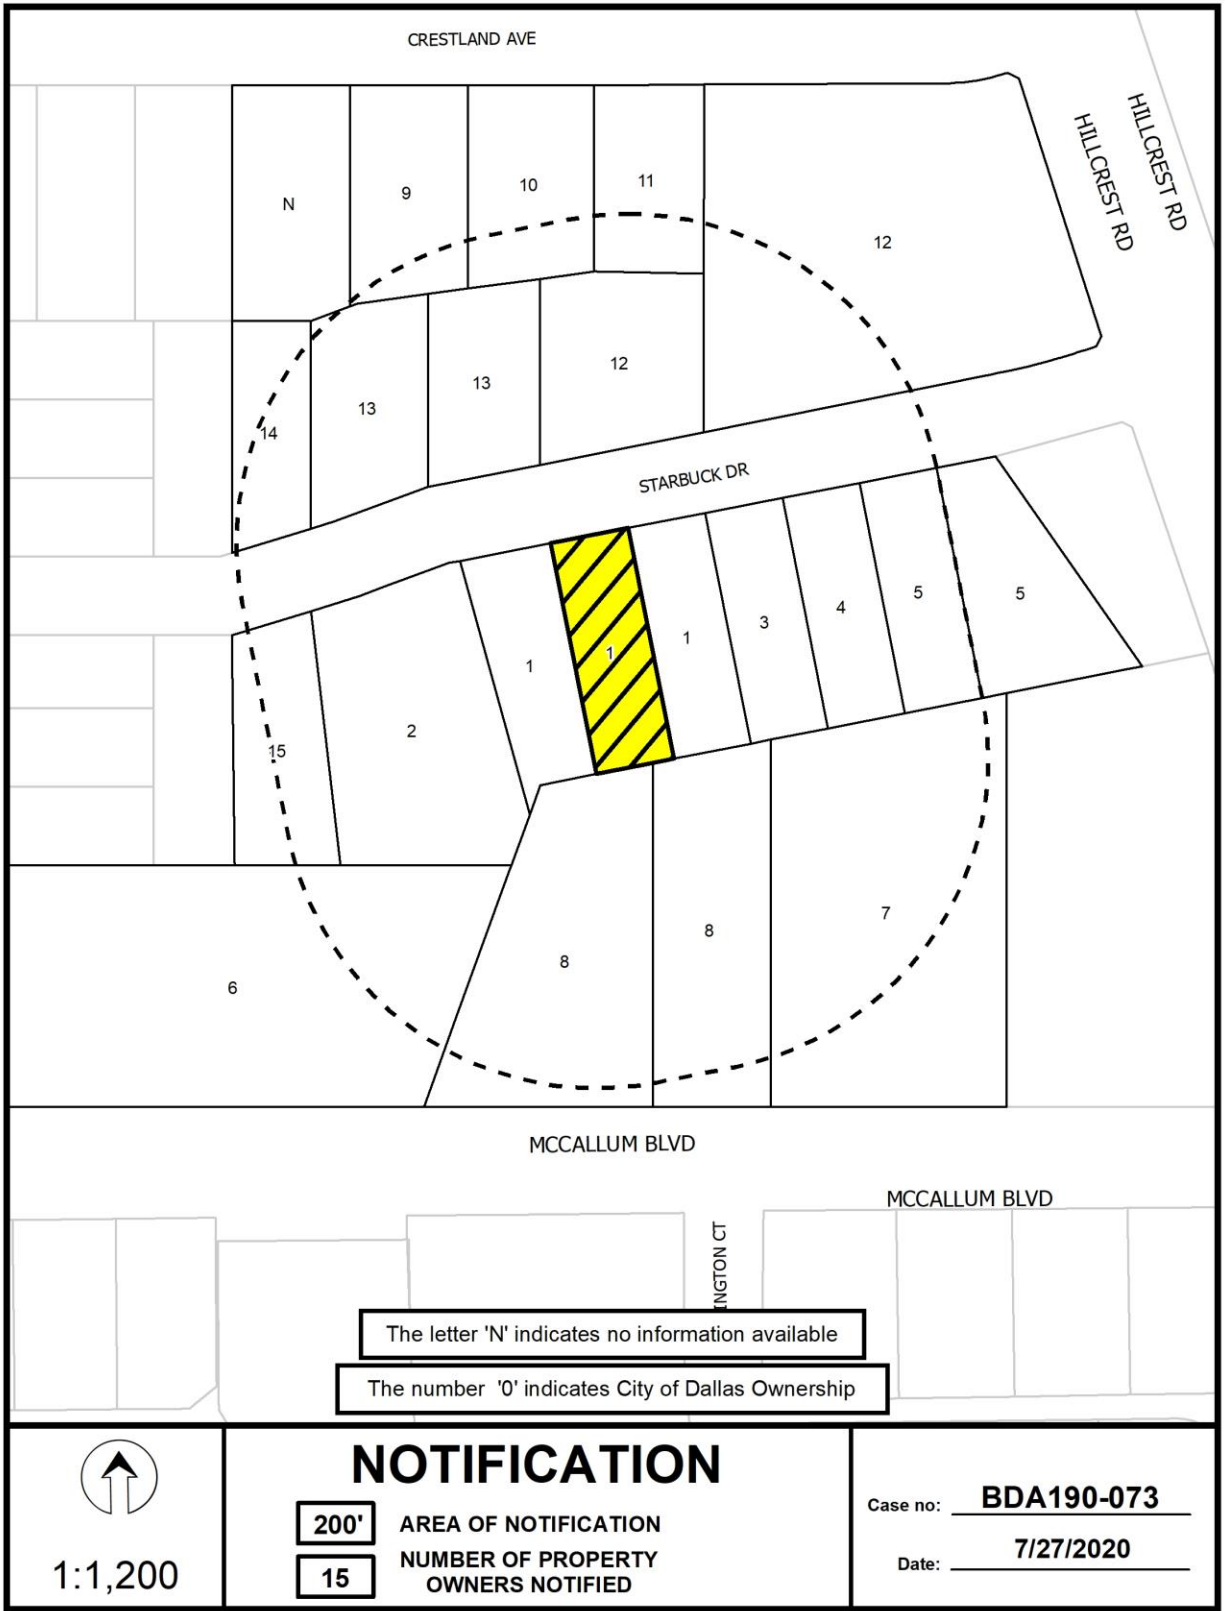 CRESTLAND AVE
HILLCREST RD
HILLCREST RD
N
9
10
11
12
14
13
13
12
STARBUCK DR
15
2
1
1
1
3
4
5
5
6
8
8
7
MCCALLUM BLVD
MCCALLUM BLVD
INGTON CT
The letter 'N' indicates no information available
The number '0' indicates City of Dallas Ownership
1:1,200
NOTIFICATION
200' AREA OF NOTIFICATION
15 NUMBER OF PROPERTY
OWNERS NOTIFIED
Case no: BDA190-073
Date: 7/27/2020